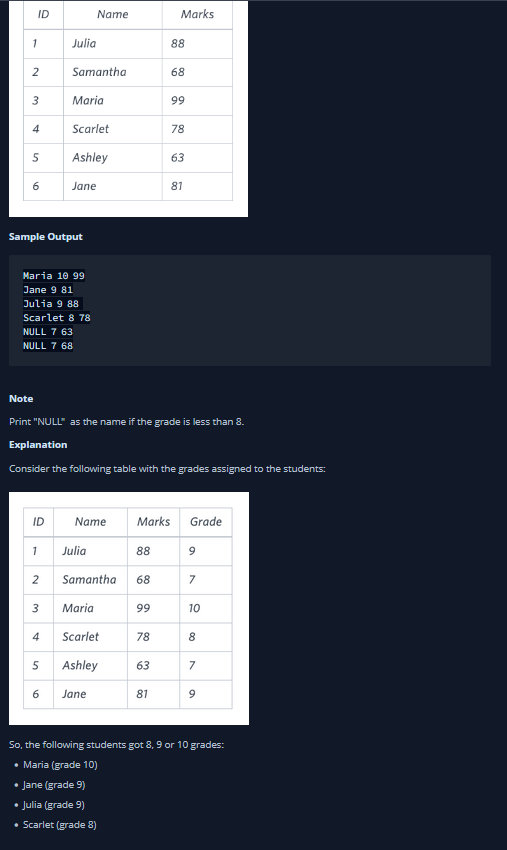 ID Name Marks
1 Julia 88
2 Samantha 68
3 Maria 99
4 Scarlet 78
5 Ashley 63
6 Jane 81
Sample Output
Maria 10 99
Jane 9 81
Julia 9 88
Scarlet 8 78
NULL 7 63
NULL 7 68
Note
Print "NULL" as the name if the grade is less than 8.
Explanation
Consider the following table with the grades assigned to the students:
ID Name Marks Grade
1 Julia 88 9
2 Samantha 68 7
3 Maria 99 10
4 Scarlet 78 8
5 Ashley 63 7
6 Jane 81 9
So, the following students got 8, 9 or 10 grades:
• Maria (grade 10)
• Jane (grade 9)
• Julia (grade 9)
• Scarlet (grade 8)